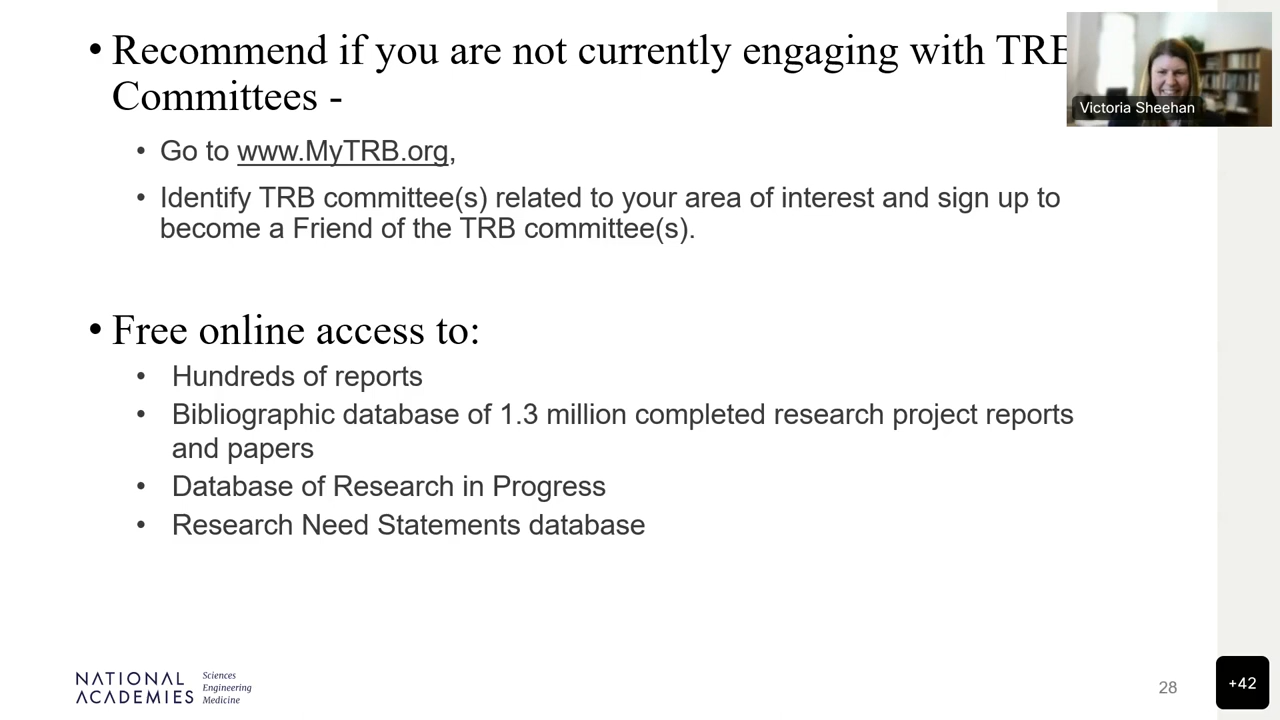 • Recommend if you are not currently engaging with TRB
Committees -
Victoria Sheehan
• Go to www.MyTRB.org,
• Identify TRB committee(s) related to your area of interest and sign up to
become a Friend of the TRB committee(s).
• Free online access to:
• Hundreds of reports
• Bibliographic database of 1.3 million completed research project reports
and papers
• Database of Research in Progress
• Research Need Statements database
NATIONAL
ACADEMIES
Sciences
Engineering
Medicine
28
+42